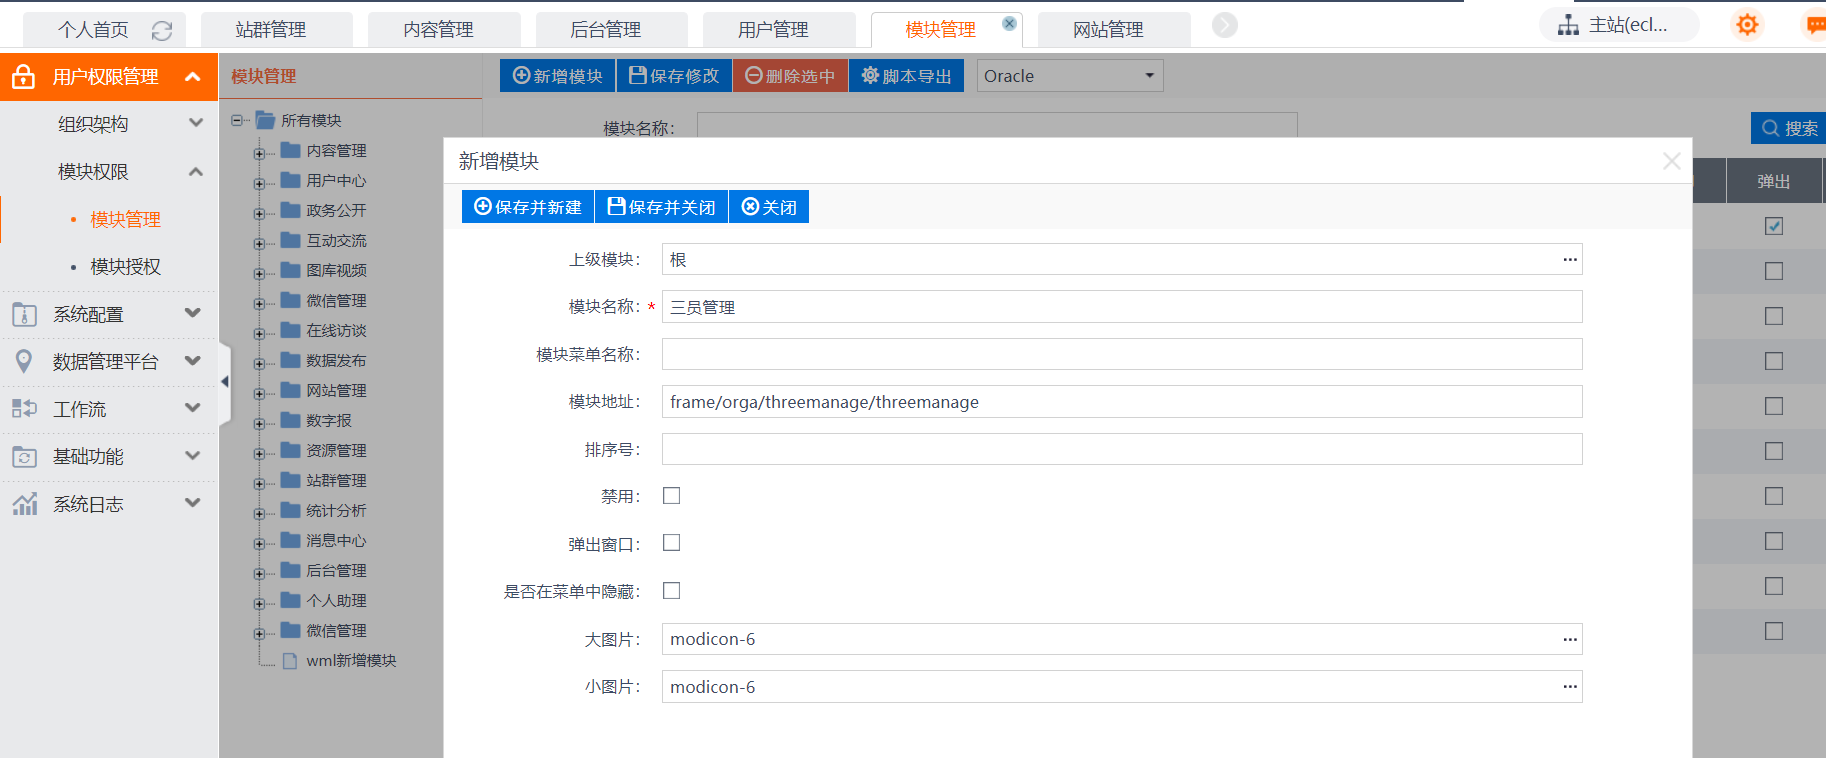 个人首页
站群管理
内容管理
后台管理
用户管理
模块管理
网站管理
主站(ecl...
用户权限管理
组织架构
模块权限
模块管理
模块授权
系统配置
数据管理平台
工作流
基础功能
系统日志
模块管理
所有模块
内容管理
用户中心
政务公开
互动交流
图库视频
微信管理
在线访谈
数据发布
网站管理
数字报
资源管理
站群管理
统计分析
消息中心
后台管理
个人助理
微信管理
wml新增模块
新增模块 保存修改 删除选中 脚本导出 Oracle
模块名称：
搜索
弹出
新增模块
保存并新建 保存并关闭 关闭
上级模块： 根 ...
模块名称：* 三员管理
模块菜单名称：
模块地址： frame/orga/threemanage/threemanage
排序号：
禁用：
弹出窗口：
是否在菜单中隐藏：
大图片： modicon-6 ...
小图片： modicon-6 ...